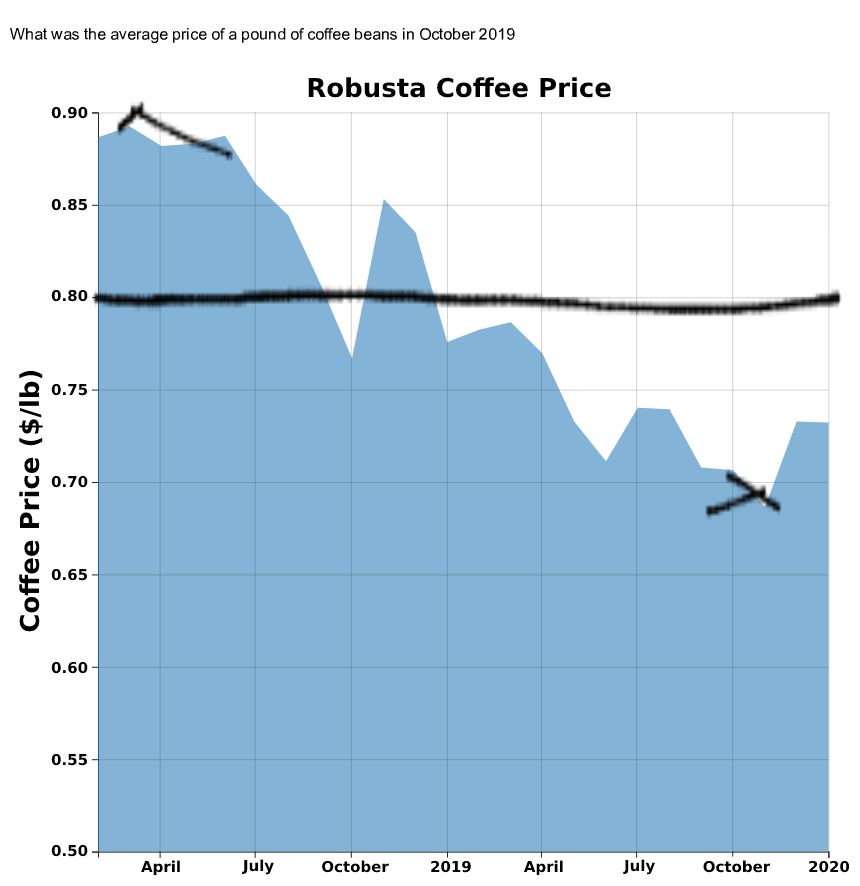 What was the average price of a pound of coffee beans in October 2019
Robusta Coffee Price
0.90
0.85
0.80
0.75
0.70
0.65
0.60
0.55
0.50
Coffee Price ($/lb)
April July October 2019 April July October 2020